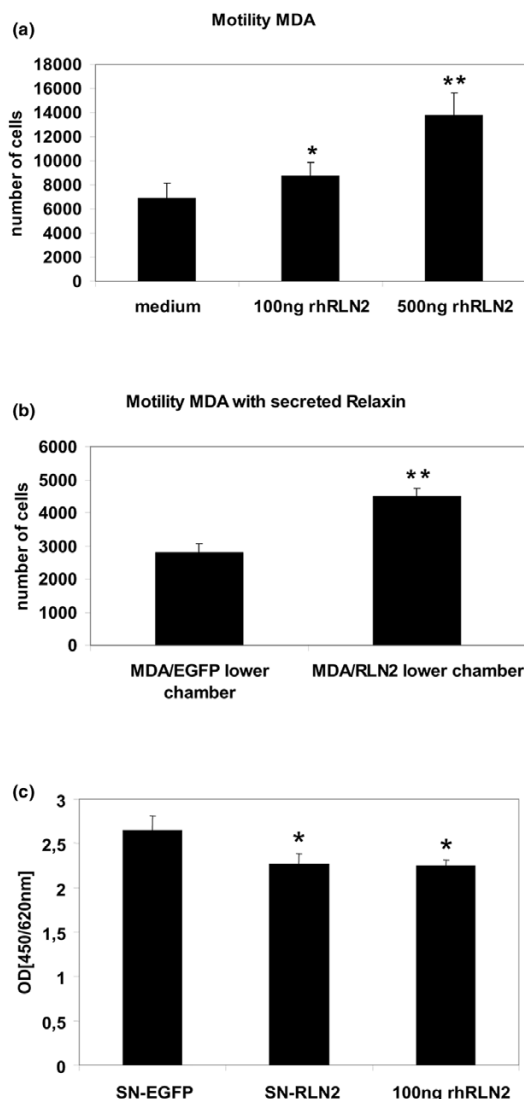 (a)
Motility MDA
number of cells
18000
16000
14000
12000
10000
8000
6000
4000
2000
0
*
**
medium
100ng rhRLN2
500ng rhRLN2
(b)
Motility MDA with secreted Relaxin
number of cells
6000
5000
4000
3000
2000
1000
0
**
MDA/EGFP lower
chamber
MDA/RLN2 lower chamber
(c)
OD[450/620nm]
3
2,5
2
1,5
1
0,5
0
*
*
SN-EGFP
SN-RLN2
100ng rhRLN2